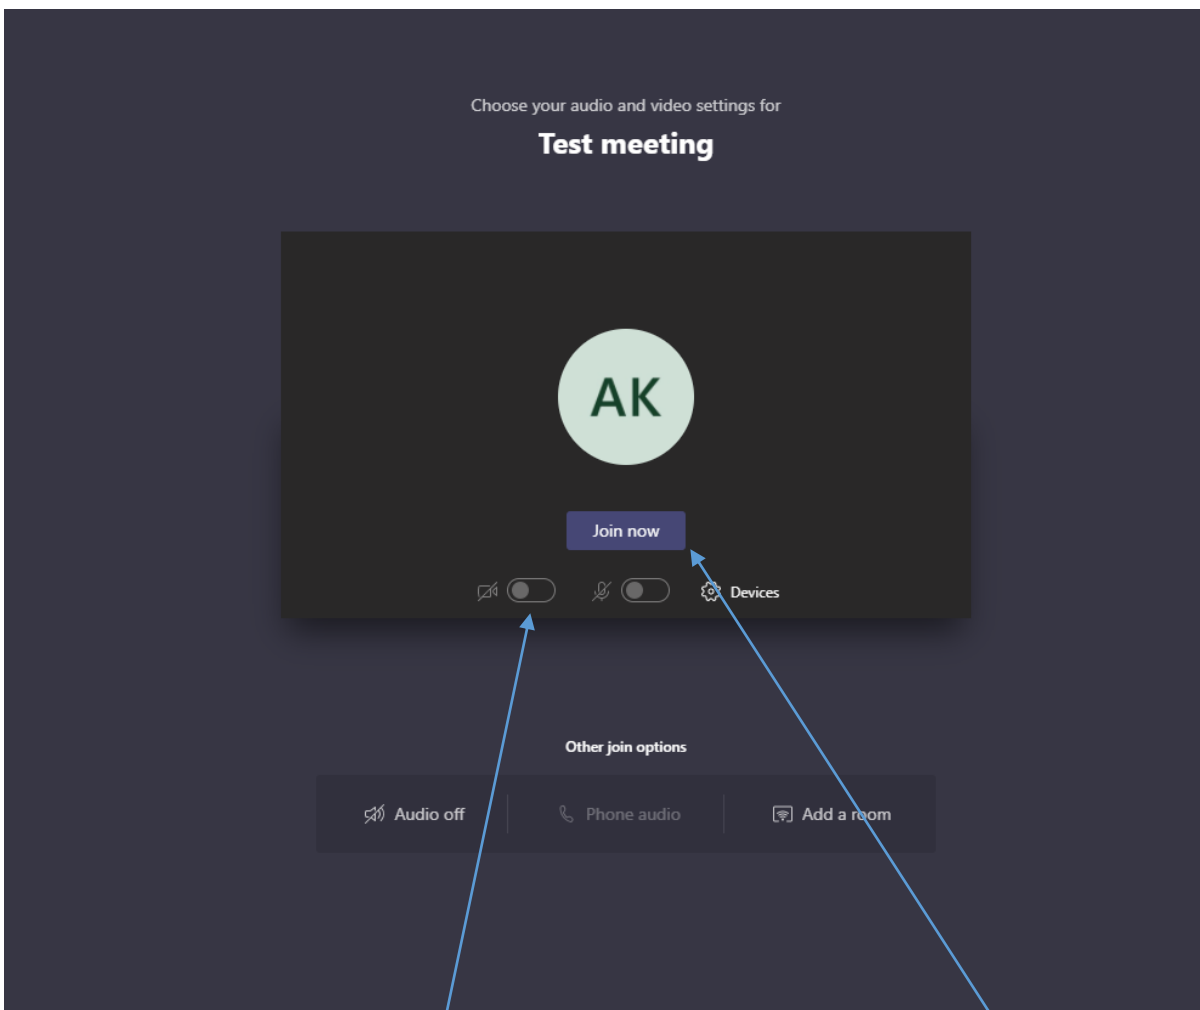 Choose your audio and video settings for
Test meeting
AK
Join now
Devices
Other join options
Audio off
Phone audio
Add a room